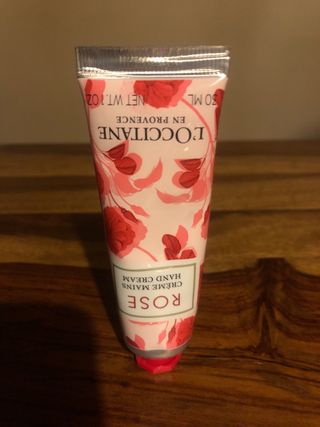 ROSE
CRÈME MAINS
HAND CREAM
L'OCCITANE
EN PROVENCE
30 ML NET WT.1 OZ.